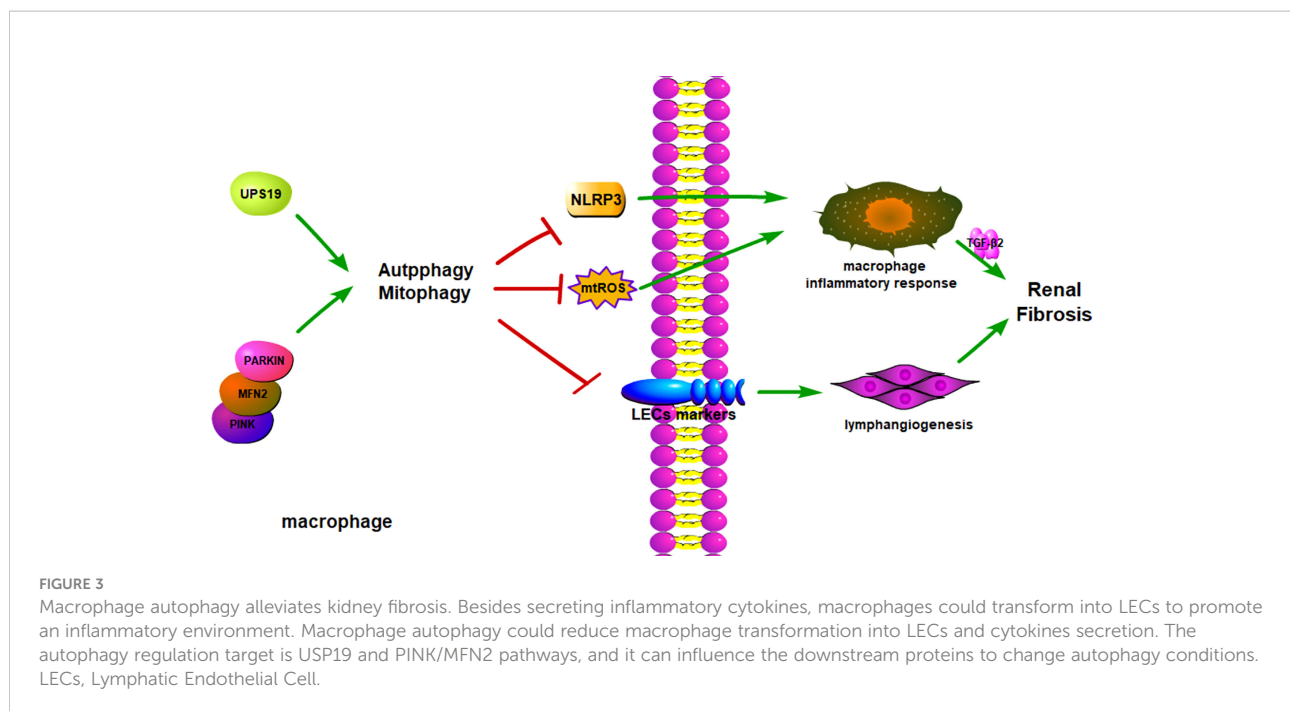 UPS19
Autpphagy
Mitophagy
PARKIN
MFN2
PINK
macrophage
NLRP3
mtROS
LECs markers
macrophage
inflammatory response
TGF-β2
lymphangiogenesis
Renal
Fibrosis
FIGURE 3
Macrophage autophagy alleviates kidney fibrosis. Besides secreting inflammatory cytokines, macrophages could transform into LECs to promote
an inflammatory environment. Macrophage autophagy could reduce macrophage transformation into LECs and cytokines secretion. The
autophagy regulation target is USP19 and PINK/MFN2 pathways, and it can influence the downstream proteins to change autophagy conditions.
LECs, Lymphatic Endothelial Cell.